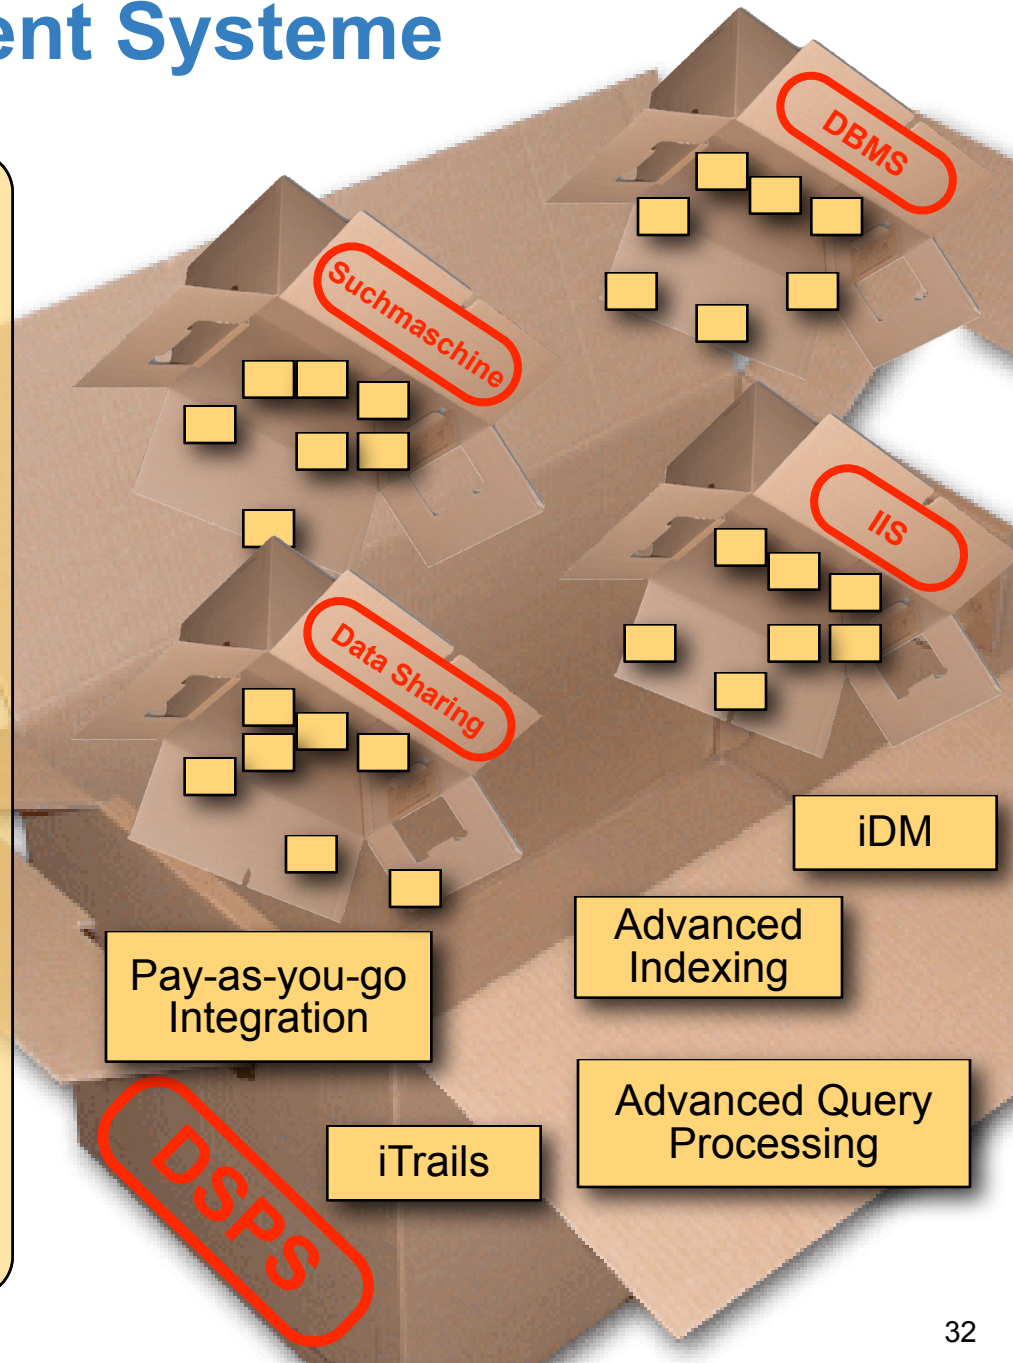 ent Systeme
DBMS
Suchmaschine
IIS
Data Sharing
iDM
Advanced
Indexing
Pay-as-you-go
Integration
Advanced Query
Processing
iTrails
DSPS
32